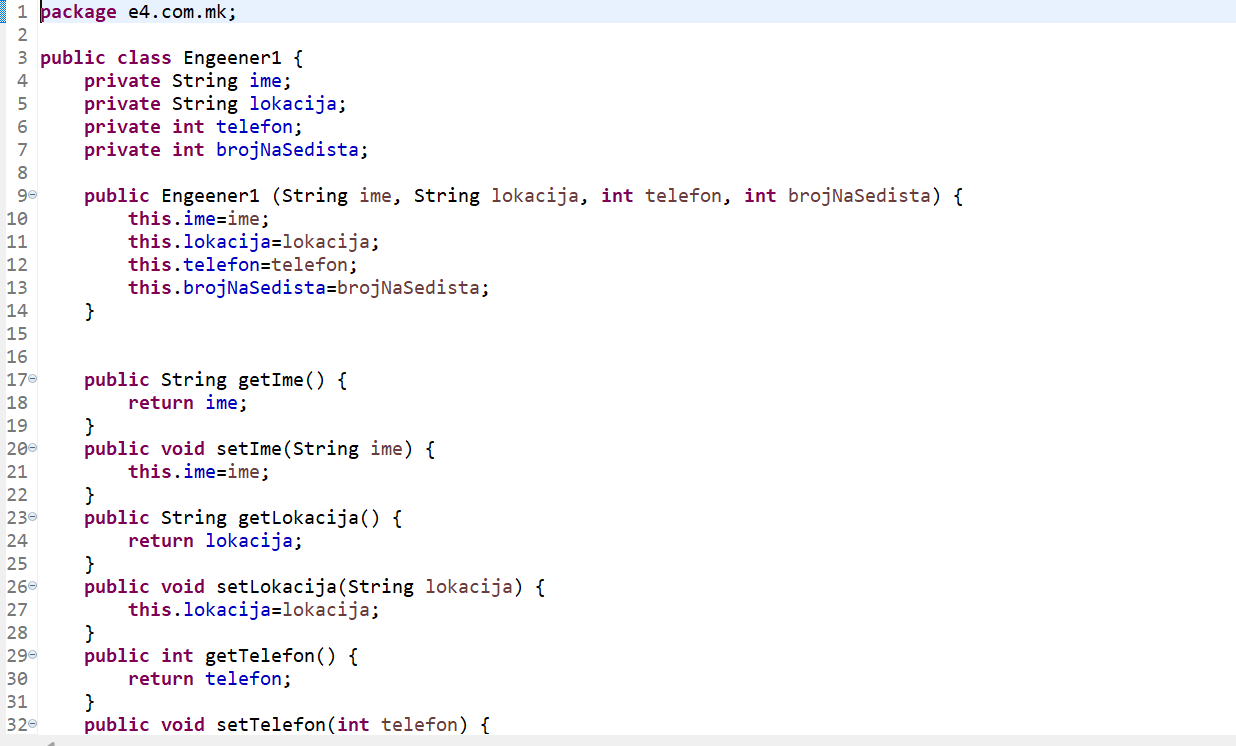 1 package e4.com.mk;
2
3 public class Engeener1 {
4     private String ime;
5     private String lokacija;
6     private int telefon;
7     private int brojNaSedista;
8
9     public Engeener1 (String ime, String lokacija, int telefon, int brojNaSedista) {
10         this.ime=ime;
11         this.lokacija=lokacija;
12         this.telefon=telefon;
13         this.brojNaSedista=brojNaSedista;
14     }
15
16
17     public String getIme() {
18         return ime;
19     }
20     public void setIme(String ime) {
21         this.ime=ime;
22     }
23     public String getLokacija() {
24         return lokacija;
25     }
26     public void setLokacija(String lokacija) {
27         this.lokacija=lokacija;
28     }
29     public int getTelefon() {
30         return telefon;
31     }
32     public void setTelefon(int telefon) {